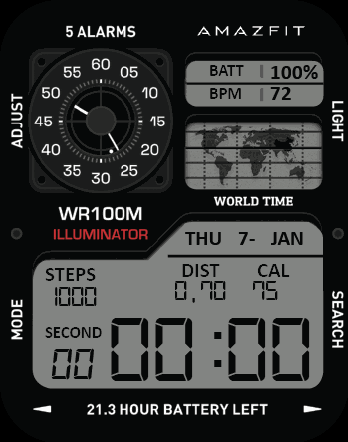 5 ALARMS
AMAZFIT
60
55 05
50 10
45 15
40 20
35 25
30
BATT 100%
BPM 72
ADJUST
LIGHT
WORLD TIME
WR100M
ILLUMINATOR
THU 7- JAN
STEPS DIST CAL
1000 0,70 75
SECOND
00 00:00
MODE
SEARCH
21.3 HOUR BATTERY LEFT